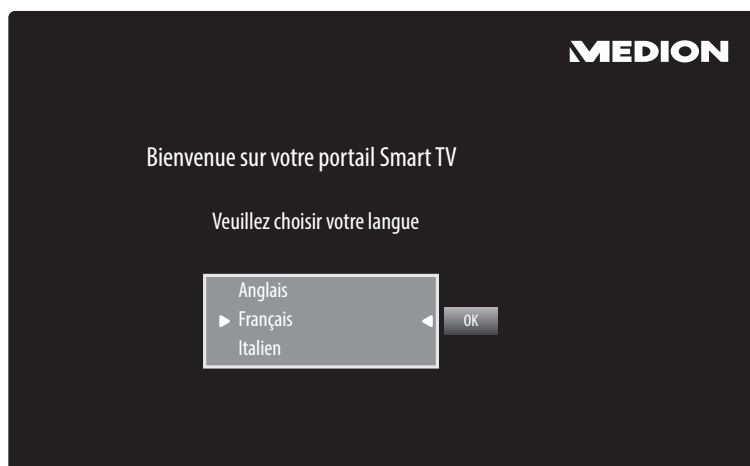 MEDION
Bienvenue sur votre portail Smart TV
Veuillez choisir votre langue
Anglais
Français
OK
Italien